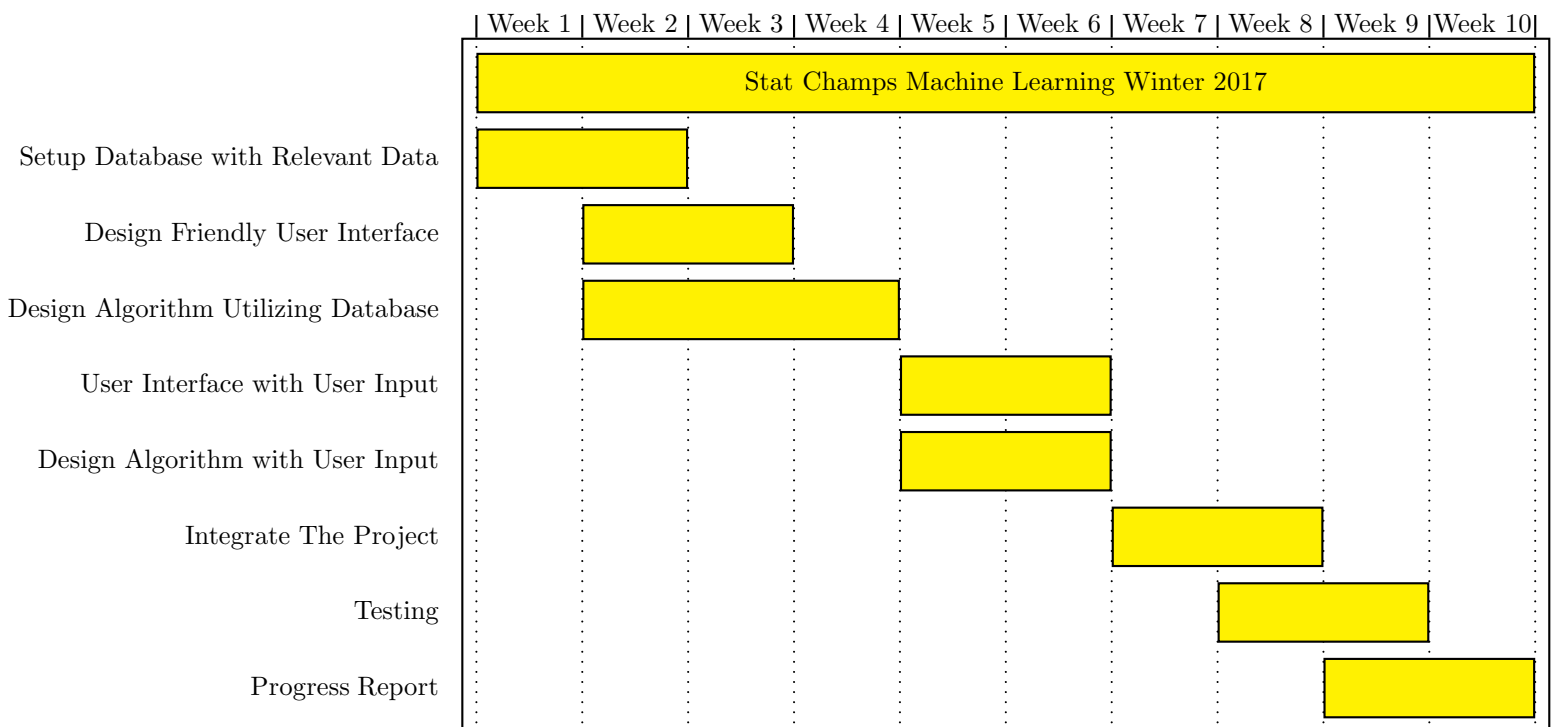 Week 1 Week 2 Week 3 Week 4 Week 5 Week 6 Week 7 Week 8 Week 9 Week 10
Stat Champs Machine Learning Winter 2017
Setup Database with Relevant Data
Design Friendly User Interface
Design Algorithm Utilizing Database
User Interface with User Input
Design Algorithm with User Input
Integrate The Project
Testing
Progress Report